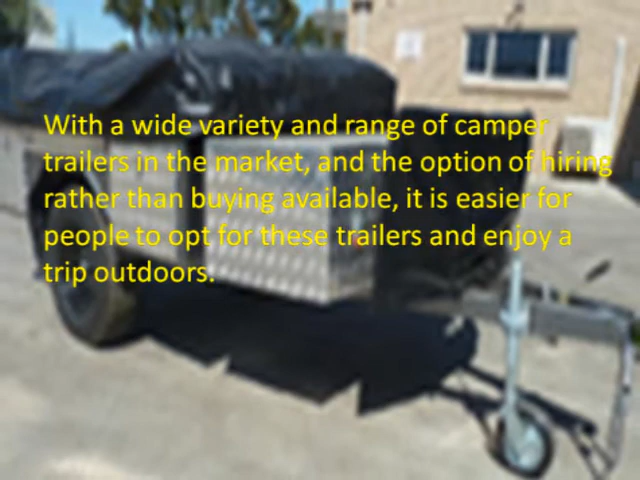 With a wide variety and range of camper
trailers in the market, and the option of hiring
rather than buying available, it is easier for
people to opt for these trailers and enjoy a
trip outdoors.